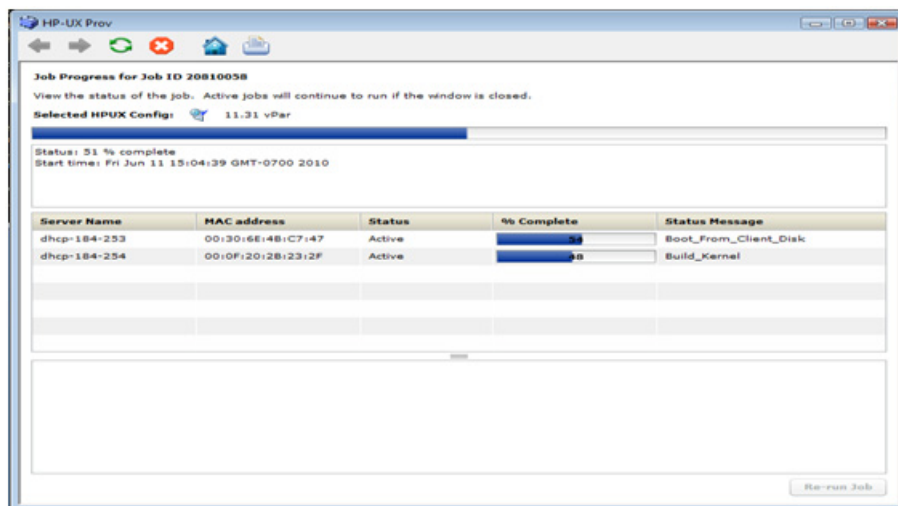 HP-UX Prov
Job Progress for Job ID 20810058
View the status of the job. Active jobs will continue to run if the window is closed.
Selected HPUX Config: 11.31 vPar
Status: 51 % complete
Start time: Fri Jun 11 15:04:39 GMT-0700 2010
Server Name MAC address Status % Complete Status Message
dhcp-184-253 00:30:6E:4B:C7:47 Active 54 Boot_From_Client_Disk
dhcp-184-254 00:0F:20:2B:23:2F Active 48 Build_Kernel
Re-run Job